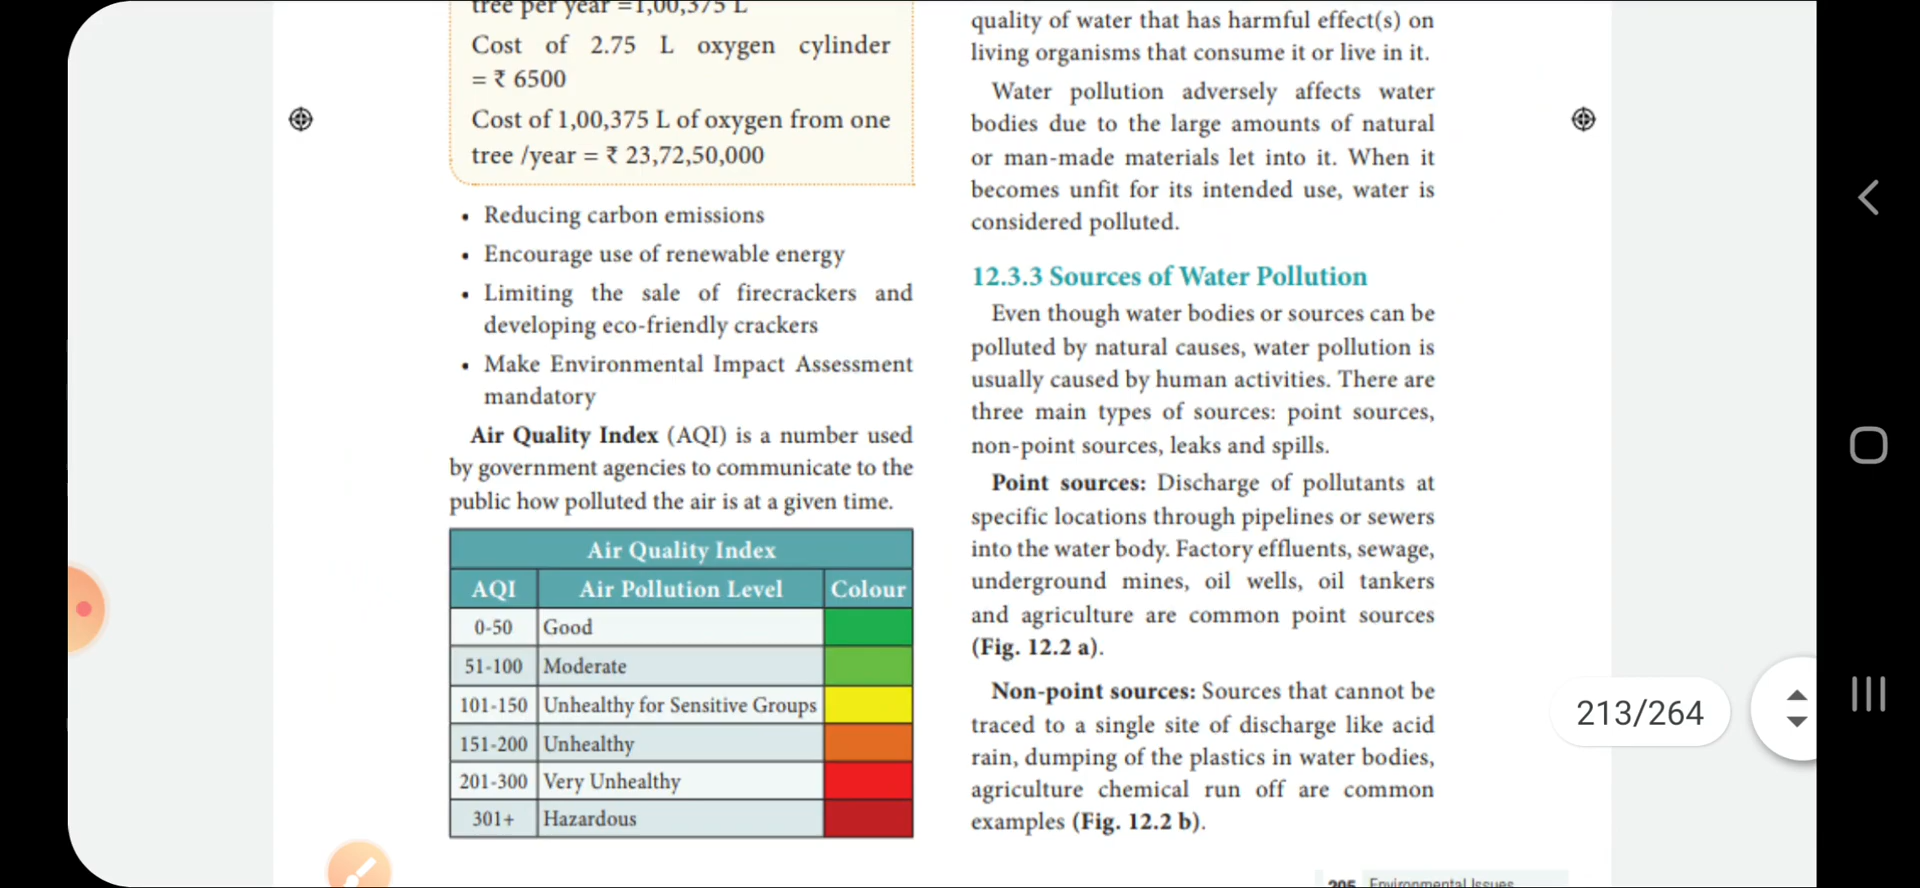 tree per year =1,00,375 L
Cost of 2.75 L oxygen cylinder
= ₹ 6500
Cost of 1,00,375 L of oxygen from one
tree /year = ₹ 23,72,50,000
• Reducing carbon emissions
• Encourage use of renewable energy
• Limiting the sale of firecrackers and
developing eco-friendly crackers
• Make Environmental Impact Assessment
mandatory
Air Quality Index (AQI) is a number used
by government agencies to communicate to the
public how polluted the air is at a given time.
Air Quality Index
AQI Air Pollution Level Colour
0-50 Good
51-100 Moderate
101-150 Unhealthy for Sensitive Groups
151-200 Unhealthy
201-300 Very Unhealthy
301+ Hazardous
quality of water that has harmful effect(s) on
living organisms that consume it or live in it.
Water pollution adversely affects water
bodies due to the large amounts of natural
or man-made materials let into it. When it
becomes unfit for its intended use, water is
considered polluted.
12.3.3 Sources of Water Pollution
Even though water bodies or sources can be
polluted by natural causes, water pollution is
usually caused by human activities. There are
three main types of sources: point sources,
non-point sources, leaks and spills.
Point sources: Discharge of pollutants at
specific locations through pipelines or sewers
into the water body. Factory effluents, sewage,
underground mines, oil wells, oil tankers
and agriculture are common point sources
(Fig. 12.2 a).
Non-point sources: Sources that cannot be
traced to a single site of discharge like acid
rain, dumping of the plastics in water bodies,
agriculture chemical run off are common
examples (Fig. 12.2 b).
213/264
205 Environmental Issues